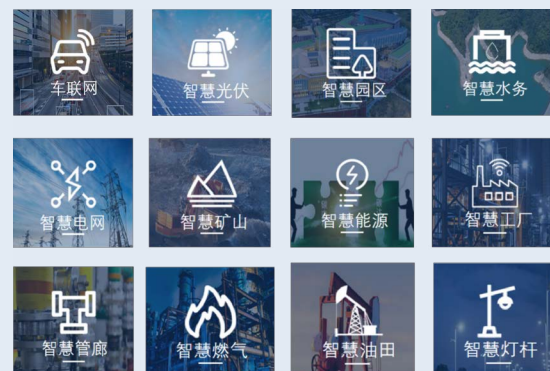 车联网
智慧光伏
智慧园区
智慧水务
智慧电网
智慧矿山
智慧能源
智慧工厂
智慧管廊
智慧燃气
智慧油田
智慧灯杆